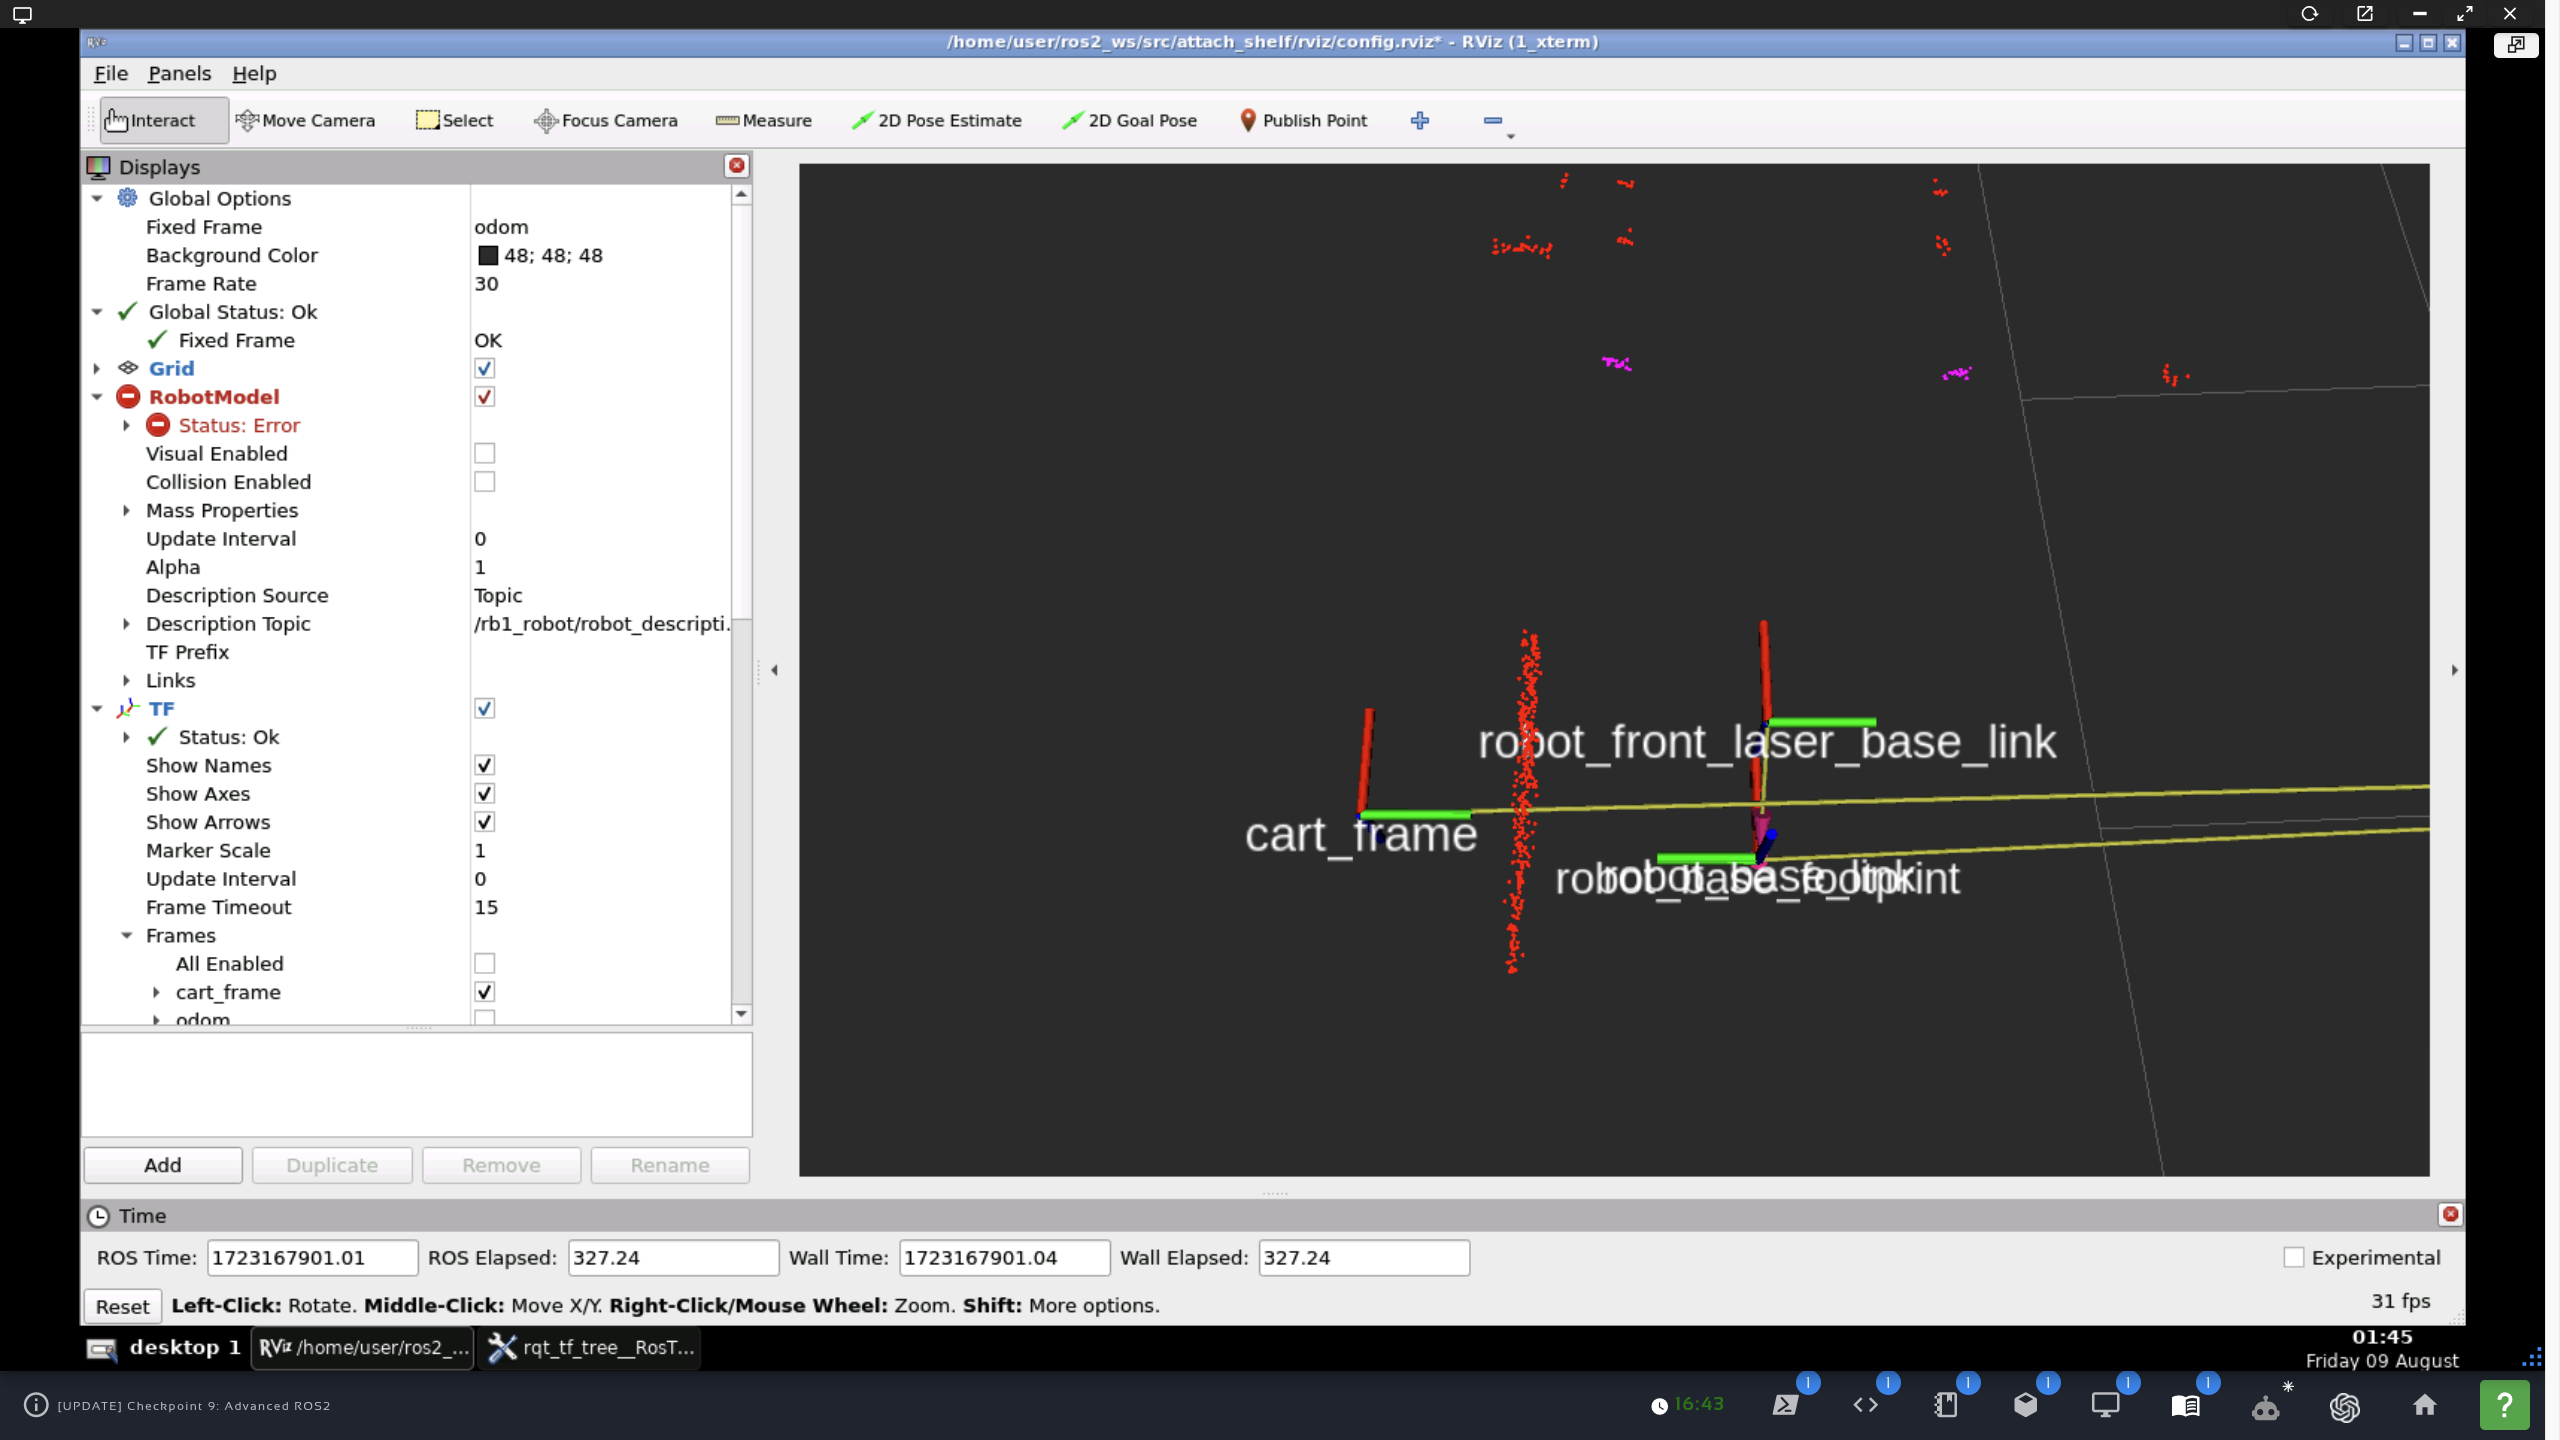 /home/user/ros2_ws/src/attach_shelf/rviz/config.rviz* - RViz (1_xterm)
File Panels Help
Interact Move Camera Select Focus Camera Measure 2D Pose Estimate 2D Goal Pose Publish Point
Displays
Global Options
Fixed Frame odom
Background Color 48; 48; 48
Frame Rate 30
Global Status: Ok
Fixed Frame OK
Grid
RobotModel
Status: Error
Visual Enabled
Collision Enabled
Mass Properties
Update Interval 0
Alpha 1
Description Source Topic
Description Topic /rb1_robot/robot_descripti.
TF Prefix
Links
TF
Status: Ok
Show Names
Show Axes
Show Arrows
Marker Scale 1
Update Interval 0
Frame Timeout 15
Frames
All Enabled
cart_frame
odom
robot_front_laser_base_link
cart_frame
robot_base_footprint
robot_base_link
Add Duplicate Remove Rename
Time
ROS Time: 1723167901.01 ROS Elapsed: 327.24 Wall Time: 1723167901.04 Wall Elapsed: 327.24 Experimental
Reset Left-Click: Rotate. Middle-Click: Move X/Y. Right-Click/Mouse Wheel: Zoom. Shift: More options. 31 fps
desktop 1 RViz /home/user/ros2_... rqt_tf_tree__RosT... 01:45
Friday 09 August
[UPDATE] Checkpoint 9: Advanced ROS2 16:43 1 1 1 1 1 1 ?